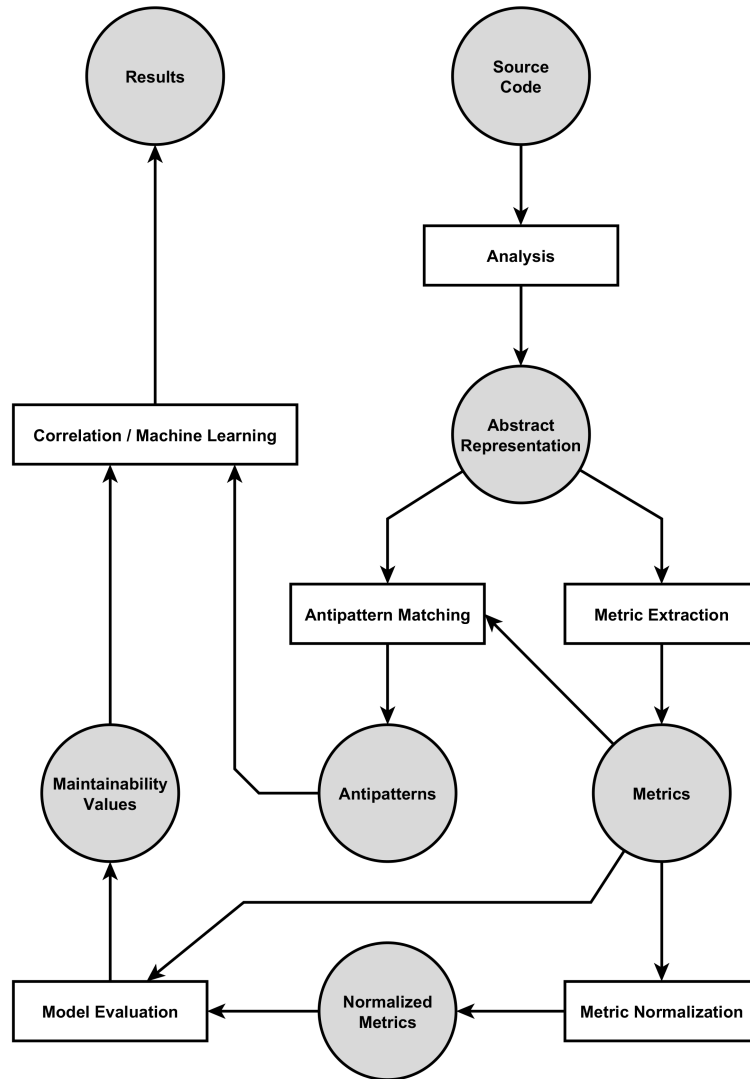 Results
Source
Code
Analysis
Correlation / Machine Learning
Abstract
Representation
Antipattern Matching
Metric Extraction
Maintainability
Values
Antipatterns
Metrics
Model Evaluation
Normalized
Metrics
Metric Normalization